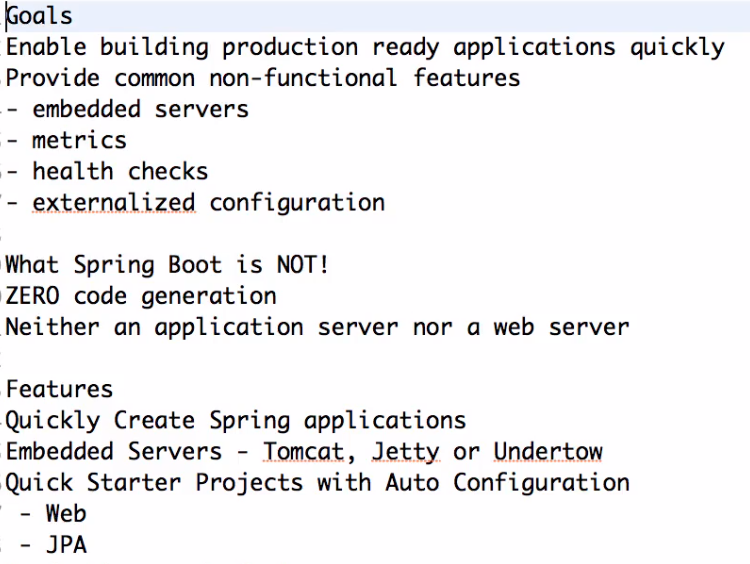 Goals
Enable building production ready applications quickly
Provide common non-functional features
- embedded servers
- metrics
- health checks
- externalized configuration
What Spring Boot is NOT!
ZERO code generation
Neither an application server nor a web server
Features
Quickly Create Spring applications
Embedded Servers - Tomcat, Jetty or Undertow
Quick Starter Projects with Auto Configuration
- Web
- JPA